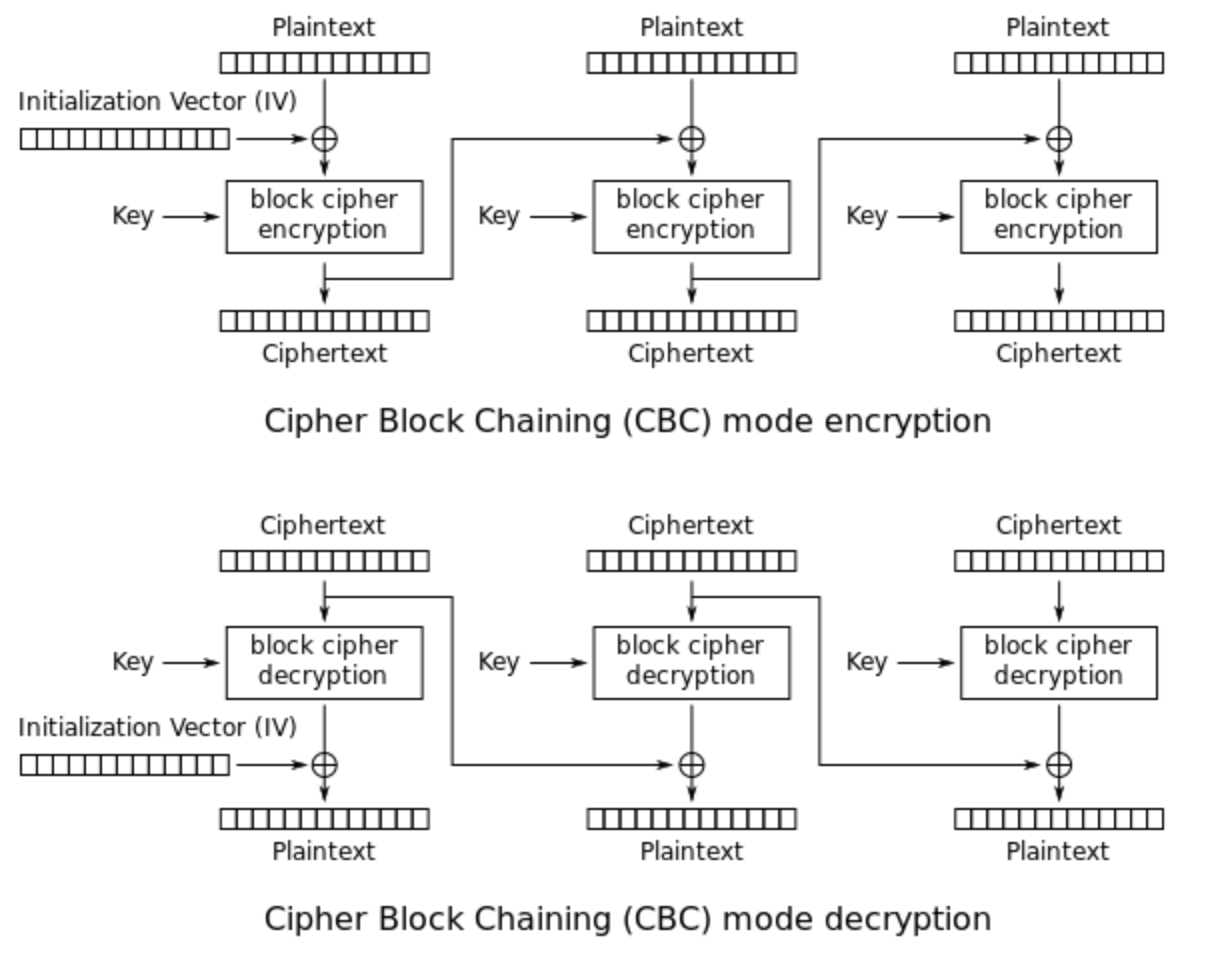 Plaintext Plaintext Plaintext
Initialization Vector (IV)
block cipher block cipher block cipher
Key Key Key
encryption encryption encryption
Ciphertext Ciphertext Ciphertext
Cipher Block Chaining (CBC) mode encryption
Ciphertext Ciphertext Ciphertext
block cipher block cipher block cipher
Key Key Key
decryption decryption decryption
Initialization Vector (IV)
Plaintext Plaintext Plaintext
Cipher Block Chaining (CBC) mode decryption